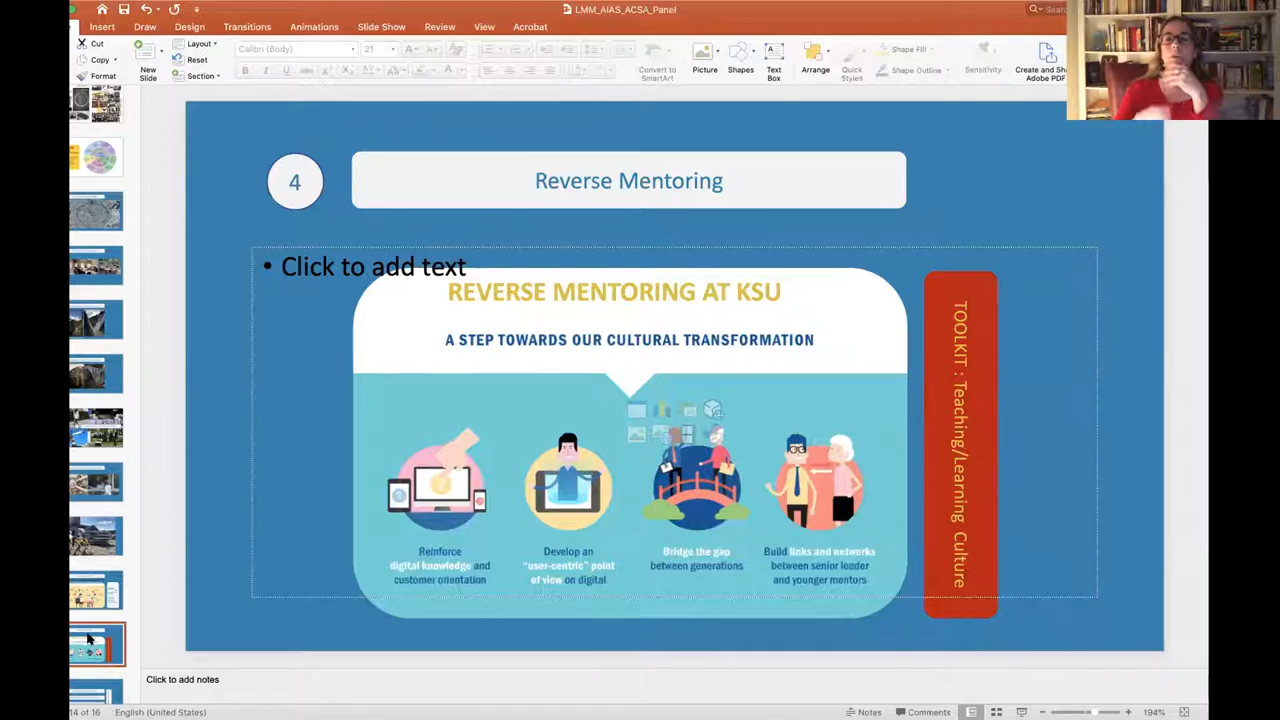 LMM_AIAS_ACSA_Panel
Insert Draw Design Transitions Animations Slide Show Review View Acrobat
Cut
Copy
Format
New
Slide
Layout
Reset
Section
Calibri (Body)
21
Convert to
SmartArt
Picture
Shapes
Text
Box
Arrange
Quick
Styles
Shape Fill
Shape Outline
Sensitivity
Create and Sha
Adobe PDF
4
Reverse Mentoring
• Click to add text
REVERSE MENTORING AT KSU
A STEP TOWARDS OUR CULTURAL TRANSFORMATION
Reinforce
digital knowledge and
customer orientation
Develop an
"user-centric" point
of view on digital
Bridge the gap
between generations
Build links and networks
between senior leader
and younger mentors
TOOLKIT : Teaching/Learning Culture
Click to add notes
14 of 16
English (United States)
Notes
Comments
194%